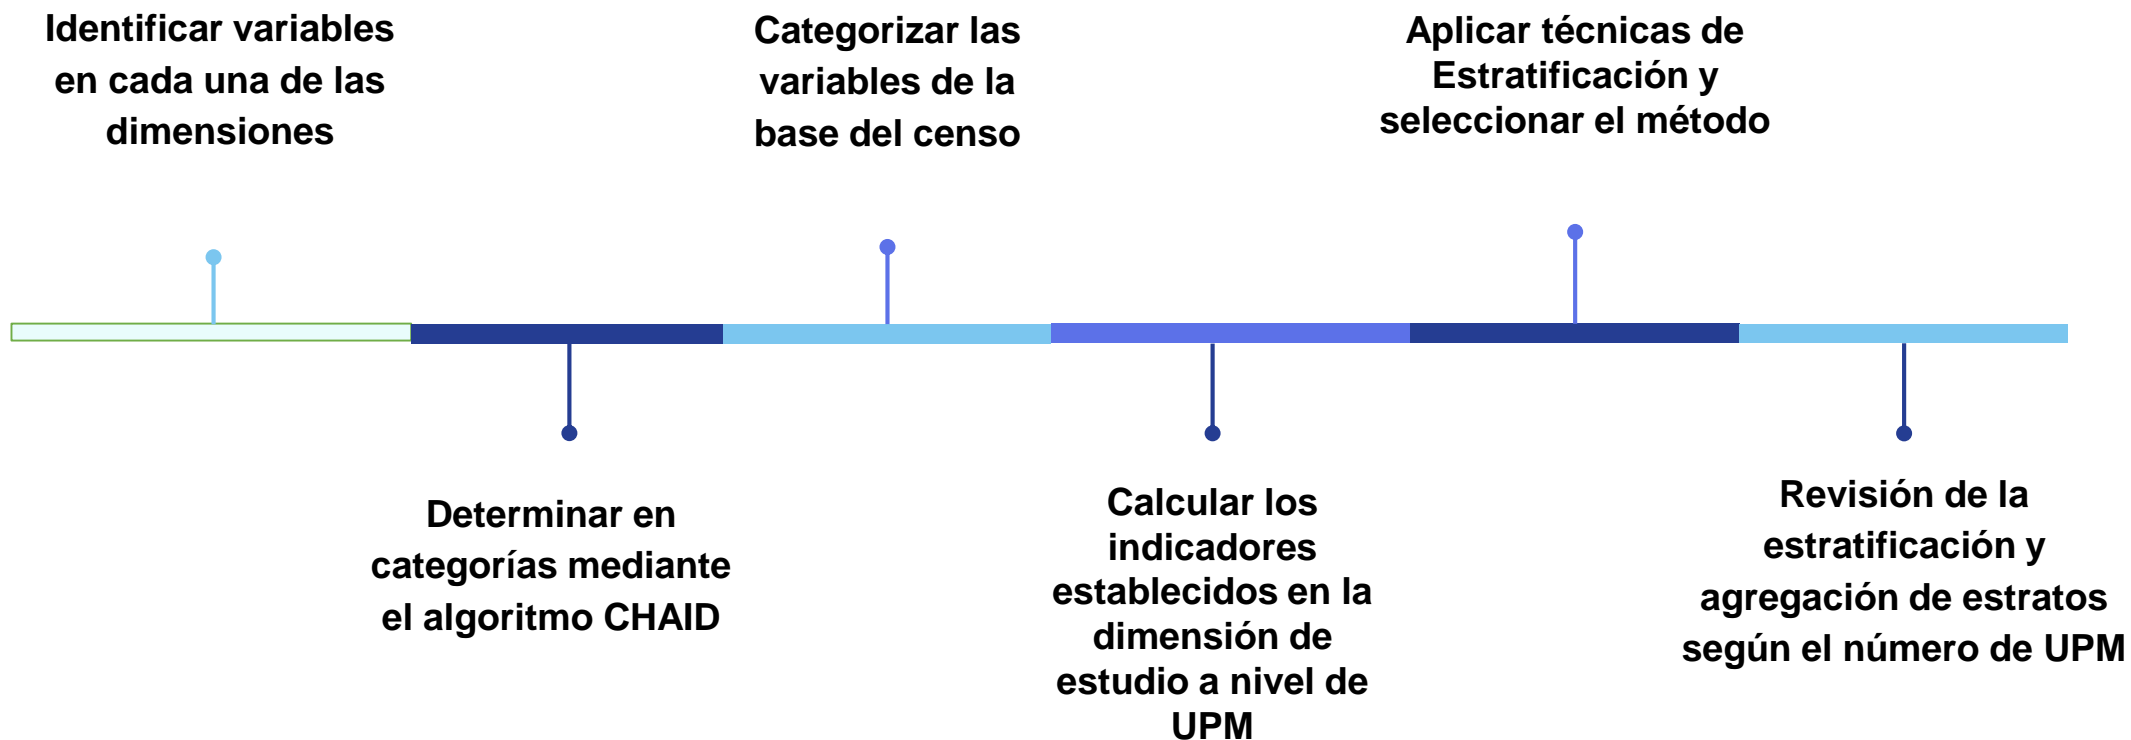 Identificar variables
en cada una de las
dimensiones
Determinar en
categorías mediante
el algoritmo CHAID
Categorizar las
variables de la
base del censo
Calcular los
indicadores
establecidos en la
dimensión de
estudio a nivel de
UPM
Aplicar técnicas de
Estratificación y
seleccionar el método
Revisión de la
estratificación y
agregación de estratos
según el número de UPM